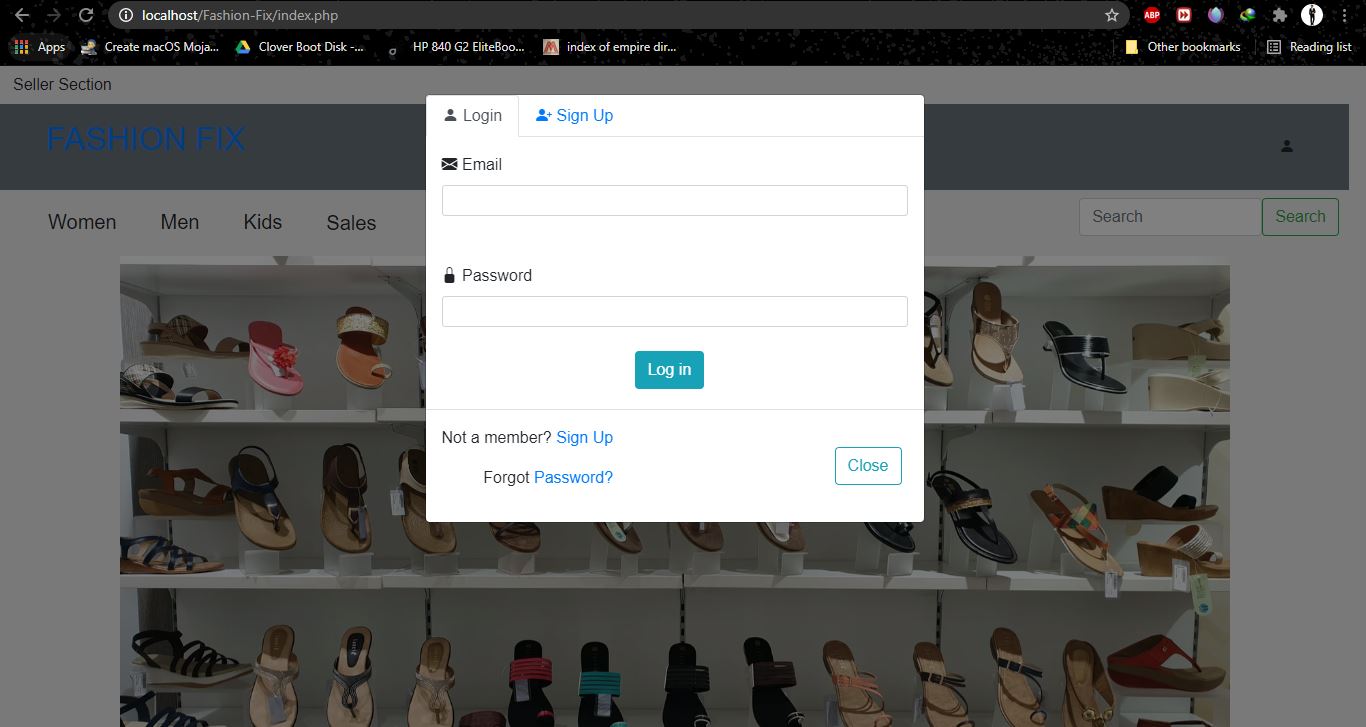 localhost/Fashion-Fix/index.php
ABP
Apps
Create macOS Moja...
Clover Boot Disk -...
HP 840 G2 EliteBoo...
index of empire dir...
Other bookmarks
Reading list
Seller Section
FASHION FIX
Login
Sign Up
Women
Men
Kids
Sales
Search
Search
Email
Password
Log in
Not a member? Sign Up
Forgot Password?
Close